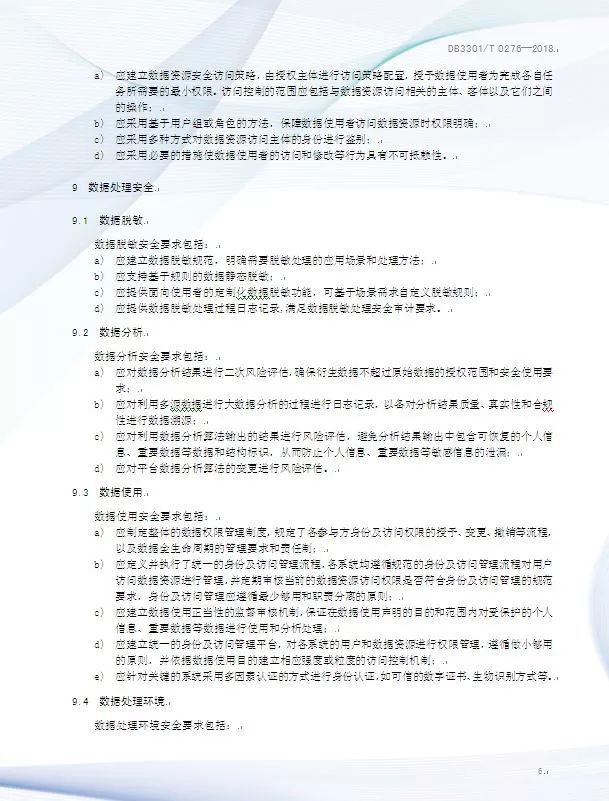 DB3301/T 0276—2018
a) 应建立数据资源安全访问策略，由授权主体进行访问策略配置，授予数据使用者为完成各自任
务所需要的最小权限。访问控制的范围应包括与数据资源访问相关的主体、客体以及它们之间
的操作；
b) 应采用基于用户组或角色的方法，保障数据使用者访问数据资源时权限明确；
c) 应采用多种方式对数据资源访问主体的身份进行鉴别；
d) 应采用必要的措施使数据使用者的访问和修改等行为具有不可抵赖性。
9 数据处理安全
9.1 数据脱敏
数据脱敏安全要求包括：
a) 应建立数据脱敏规范，明确需要脱敏处理的应用场景和处理方法；
b) 应支持基于规则的数据静态脱敏；
c) 应提供面向使用者的定制化数据脱敏功能，可基于场景需求自定义脱敏规则；
d) 应提供数据脱敏处理过程日志记录,满足数据脱敏处理安全审计要求。
9.2 数据分析
数据分析安全要求包括：
a) 应对数据分析结果进行二次风险评估,确保衍生数据不超过原始数据的授权范围和安全使用要
求；
b) 应对利用多源数据进行大数据分析的过程进行日志记录，以备对分析结果质量、真实性和合规
性进行数据溯源；
c) 应对利用数据分析算法输出的结果进行风险评估，避免分析结果输出中包含可恢复的个人信
息、重要数据等数据和结构标识，从而防止个人信息、重要数据等敏感信息的泄漏；
d) 应对平台数据分析算法的变更进行风险评估。
9.3 数据使用
数据使用安全要求包括：
a) 应制定整体的数据权限管理制度，规定了各参与方身份及访问权限的授予、变更、撤销等流程，
以及数据全生命周期的管理要求和责任制；
b) 应定义并执行了统一的身份及访问管理流程，各系统均遵循规范的身份及访问管理流程对用户
访问数据资源进行管理，并定期审核当前的数据资源访问权限是否符合身份及访问管理的规范
要求，身份及访问管理应遵循最少够用和职责分离的原则；
c) 应建立数据使用正当性的监督审核机制，保证在数据使用声明的目的和范围内对受保护的个人
信息、重要数据等数据进行使用和分析处理；
d) 应建立统一的身份及访问管理平台，对各系统的用户和数据资源进行权限管理，遵循做小够用
的原则，并依据数据使用目的建立相应强度或粒度的访问控制机制；
e) 应针对关键的系统采用多因素认证的方式进行身份认证,如可信的数字证书、生物识别方式等。
9.4 数据处理环境
数据处理环境安全要求包括：
6